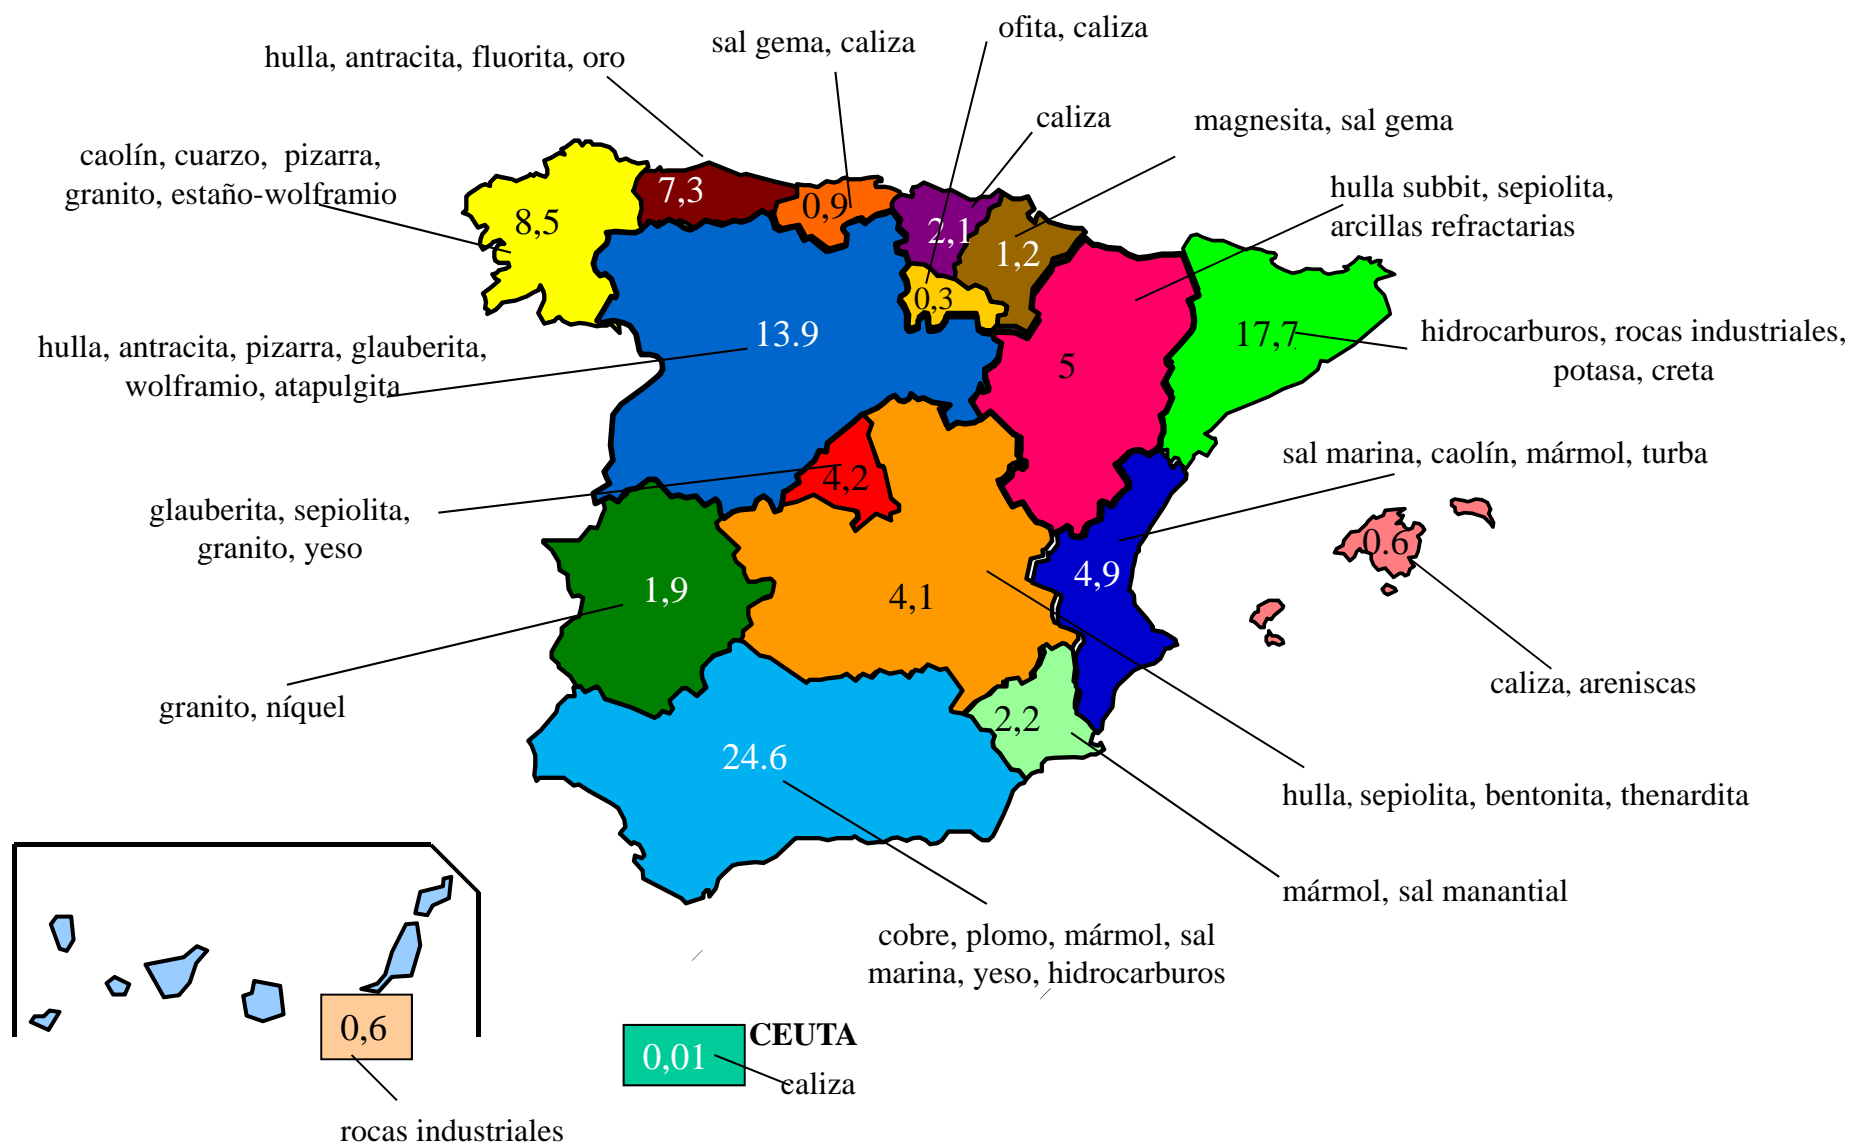 ofita, caliza
sal gema, caliza
hulla, antracita, fluorita, oro
caliza
magnesita, sal gema
caolín, cuarzo, pizarra,
granito, estaño-wolframio
hulla subbit, sepiolita,
arcillas refractarias
7,3
0,9
8,5
2,1
1,2
0,3
13.9
17,7
5
hidrocarburos, rocas industriales,
potasa, creta
hulla, antracita, pizarra, glauberita,
wolframio, atapulgita
sal marina, caolín, mármol, turba
4,2
glauberita, sepiolita,
granito, yeso
0.6
4,9
1,9
4,1
caliza, areniscas
granito, níquel
2,2
24.6
hulla, sepiolita, bentonita, thenardita
mármol, sal manantial
cobre, plomo, mármol, sal
marina, yeso, hidrocarburos
0,6
CEUTA
0,01
caliza
rocas industriales